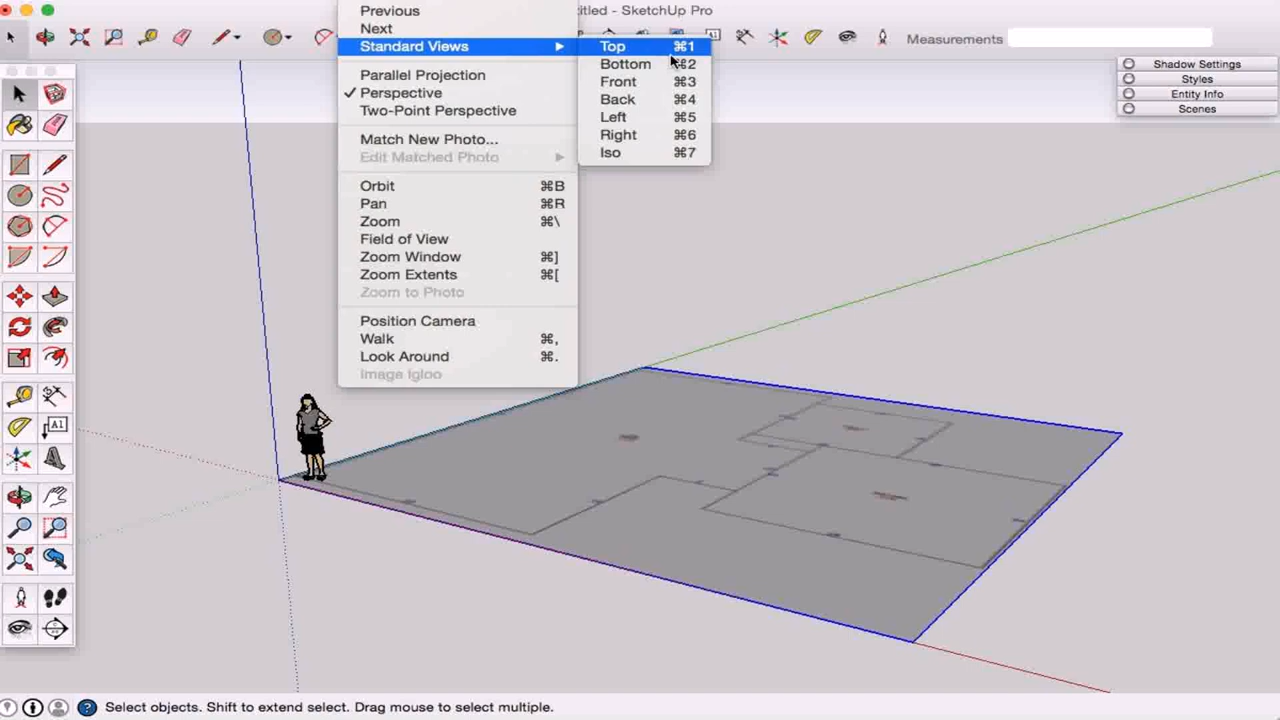 Previous
titled - SketchUp Pro
Next
Measurements
Standard Views
Top ⌘1
Bottom ⌘2
Front ⌘3
Back ⌘4
Left ⌘5
Right ⌘6
Iso ⌘7
Parallel Projection
Perspective
Two-Point Perspective
Match New Photo...
Edit Matched Photo
Orbit ⌘B
Pan ⌘R
Zoom ⌘\
Field of View
Zoom Window ⌘]
Zoom Extents ⌘[
Zoom to Photo
Position Camera
Walk ⌘,
Look Around ⌘.
Image Igloo
Shadow Settings
Styles
Entity Info
Scenes
A1
Select objects. Shift to extend select. Drag mouse to select multiple.